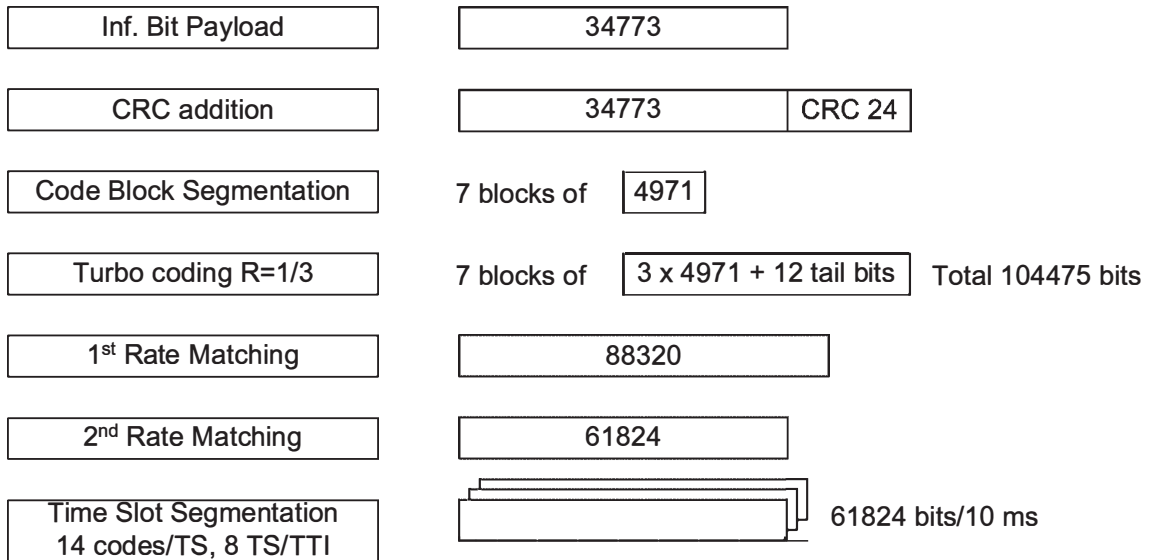 Inf. Bit Payload 34773
CRC addition 34773 CRC 24
Code Block Segmentation 7 blocks of 4971
Turbo coding R=1/3 7 blocks of 3 x 4971 + 12 tail bits Total 104475 bits
1st Rate Matching 88320
2nd Rate Matching 61824
Time Slot Segmentation
14 codes/TS, 8 TS/TTI
61824 bits/10 ms